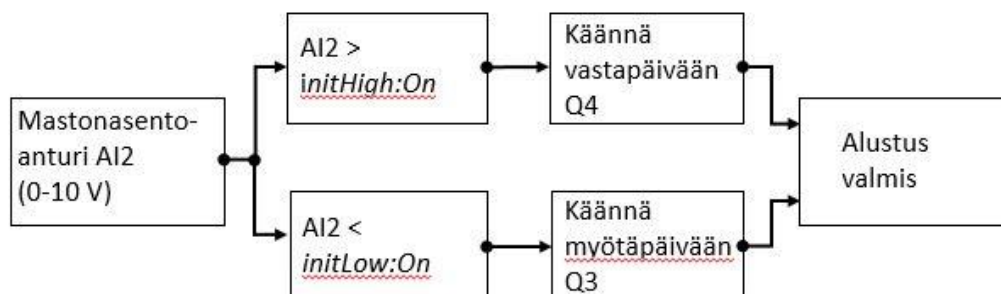 Mastonasento-
anturi AI2
(0-10 V)
AI2 >
initHigh:On
Käännä
vastapäivään
Q4
AI2 <
initLow:On
Käännä
myötäpäivään
Q3
Alustus
valmis